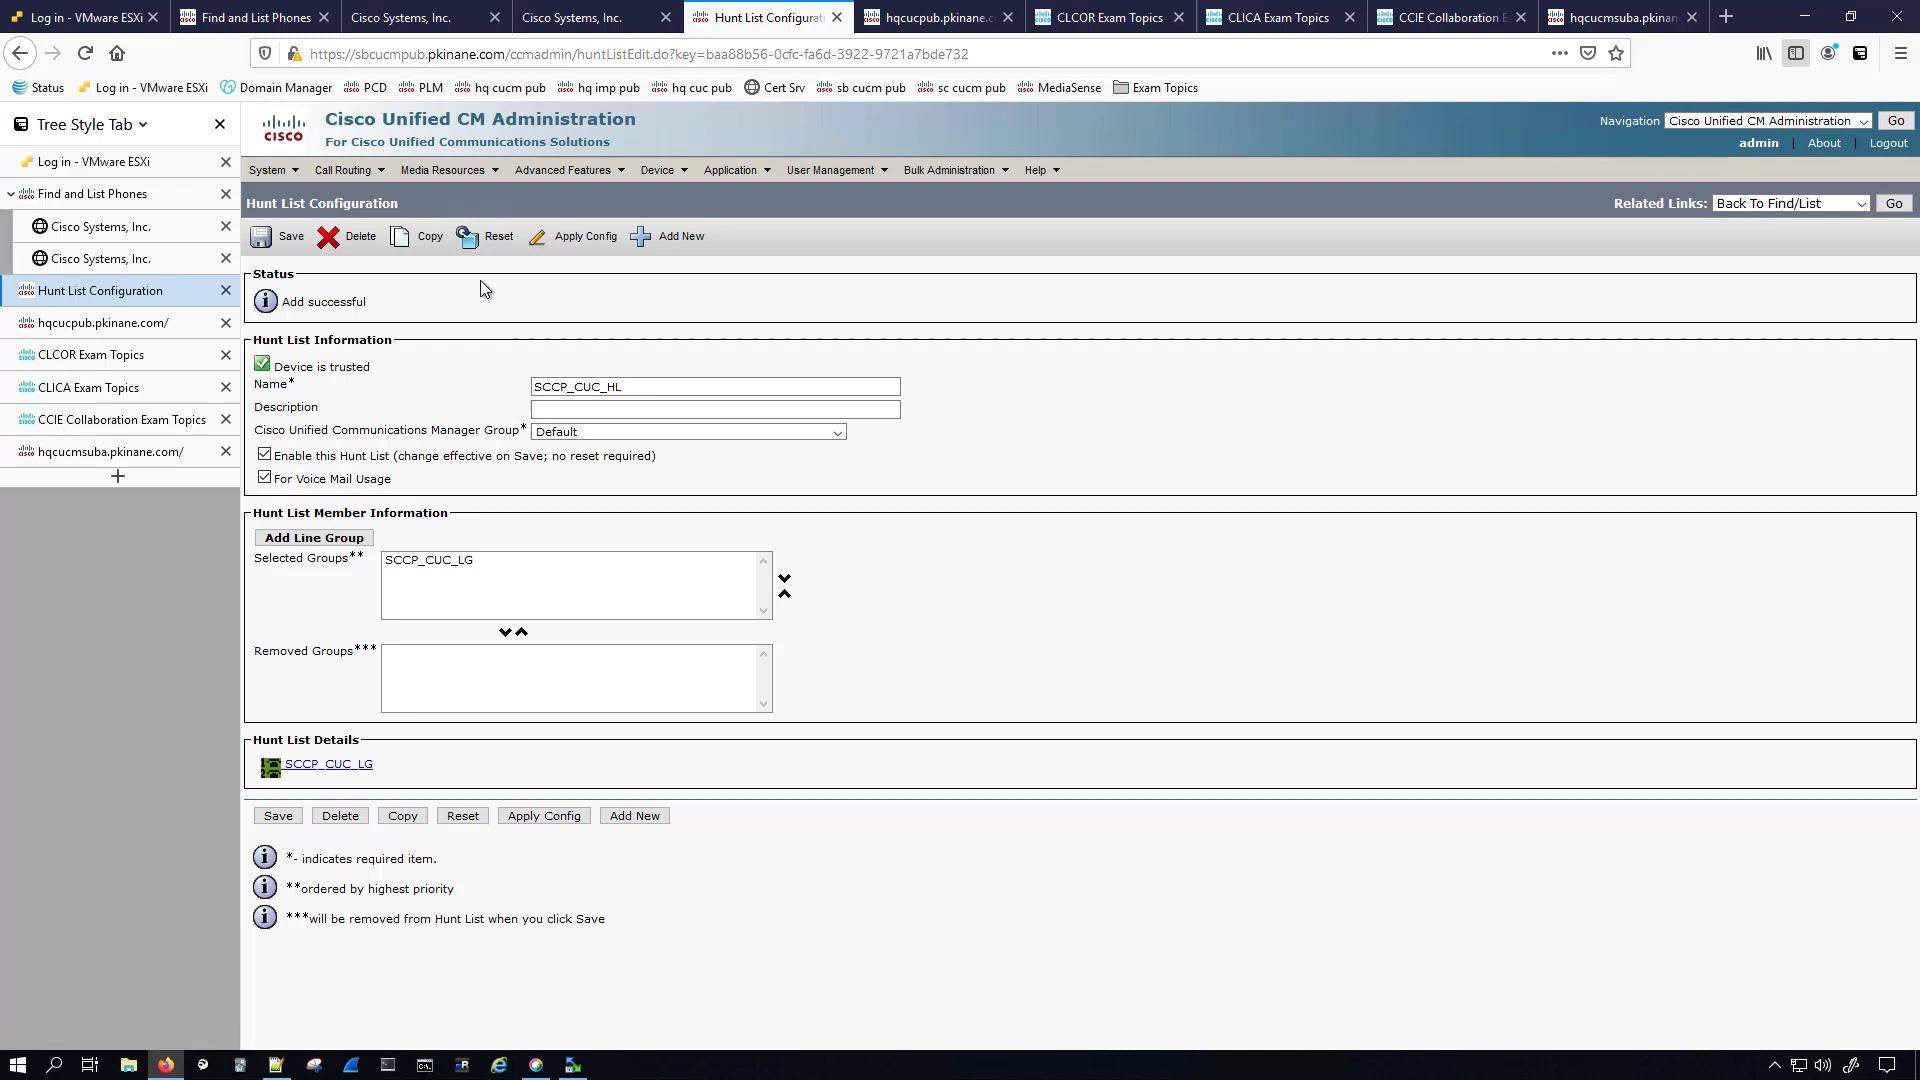 Log in - VMware ESXi
Find and List Phones
Cisco Systems, Inc.
Cisco Systems, Inc.
Hunt List Configurat
hqcucpub.pkinane.c
CLCOR Exam Topics
CLICA Exam Topics
CCIE Collaboration E
hqcucmsuba.pkinan
https://sbcucmpub.pkinane.com/ccmadmin/huntListEdit.do?key=baa88b56-0cfc-fa6d-3922-9721a7bde732
Status
Log in - VMware ESXi
Domain Manager
PCD
PLM
hq cucm pub
hq imp pub
hq cuc pub
Cert Srv
sb cucm pub
sc cucm pub
MediaSense
Exam Topics
Tree Style Tab
Log in - VMware ESXi
Find and List Phones
Cisco Systems, Inc.
Cisco Systems, Inc.
Hunt List Configuration
hqcucpub.pkinane.com/
CLCOR Exam Topics
CLICA Exam Topics
CCIE Collaboration Exam Topics
hqcucmsuba.pkinane.com/
CISCO
Cisco Unified CM Administration
For Cisco Unified Communications Solutions
Navigation Cisco Unified CM Administration Go
admin | About | Logout
System Call Routing Media Resources Advanced Features Device Application User Management Bulk Administration Help
Hunt List Configuration
Related Links: Back To Find/List Go
Save Delete Copy Reset Apply Config Add New
Status
Add successful
Hunt List Information
Device is trusted
Name* SCCP_CUC_HL
Description
Cisco Unified Communications Manager Group* Default
Enable this Hunt List (change effective on Save; no reset required)
For Voice Mail Usage
Hunt List Member Information
Add Line Group
Selected Groups** SCCP_CUC_LG
Removed Groups***
Hunt List Details
SCCP_CUC_LG
Save Delete Copy Reset Apply Config Add New
*- indicates required item.
**ordered by highest priority
***will be removed from Hunt List when you click Save